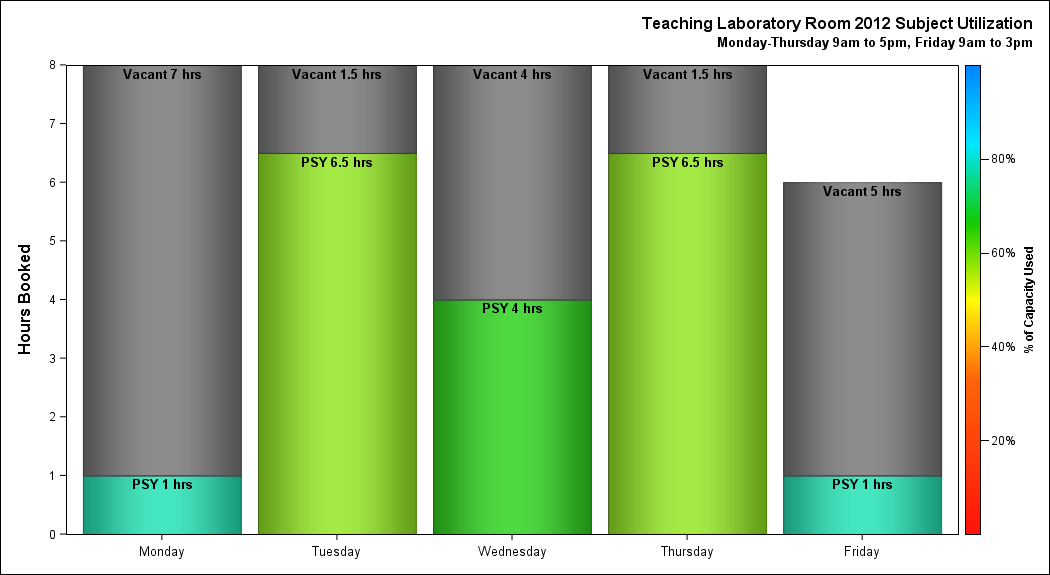 Teaching Laboratory Room 2012 Subject Utilization
Monday-Thursday 9am to 5pm, Friday 9am to 3pm
Hours Booked
8
7
6
5
4
3
2
1
0
Vacant 7 hrs
PSY 1 hrs
Vacant 1.5 hrs
PSY 6.5 hrs
Vacant 4 hrs
PSY 4 hrs
Vacant 1.5 hrs
PSY 6.5 hrs
Vacant 5 hrs
PSY 1 hrs
Monday
Tuesday
Wednesday
Thursday
Friday
80%
60%
40%
20%
% of Capacity Used